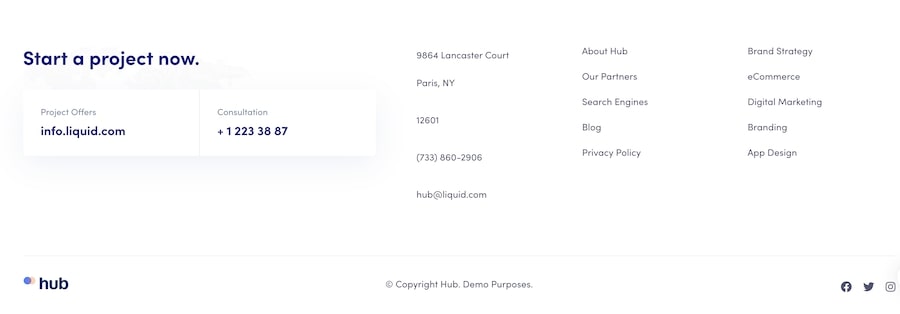 Start a project now.
Project Offers
info.liquid.com
Consultation
+ 1 223 38 87
9864 Lancaster Court
Paris, NY
12601
(733) 860-2906
hub@liquid.com
About Hub
Our Partners
Search Engines
Blog
Privacy Policy
Brand Strategy
eCommerce
Digital Marketing
Branding
App Design
hub
© Copyright Hub. Demo Purposes.